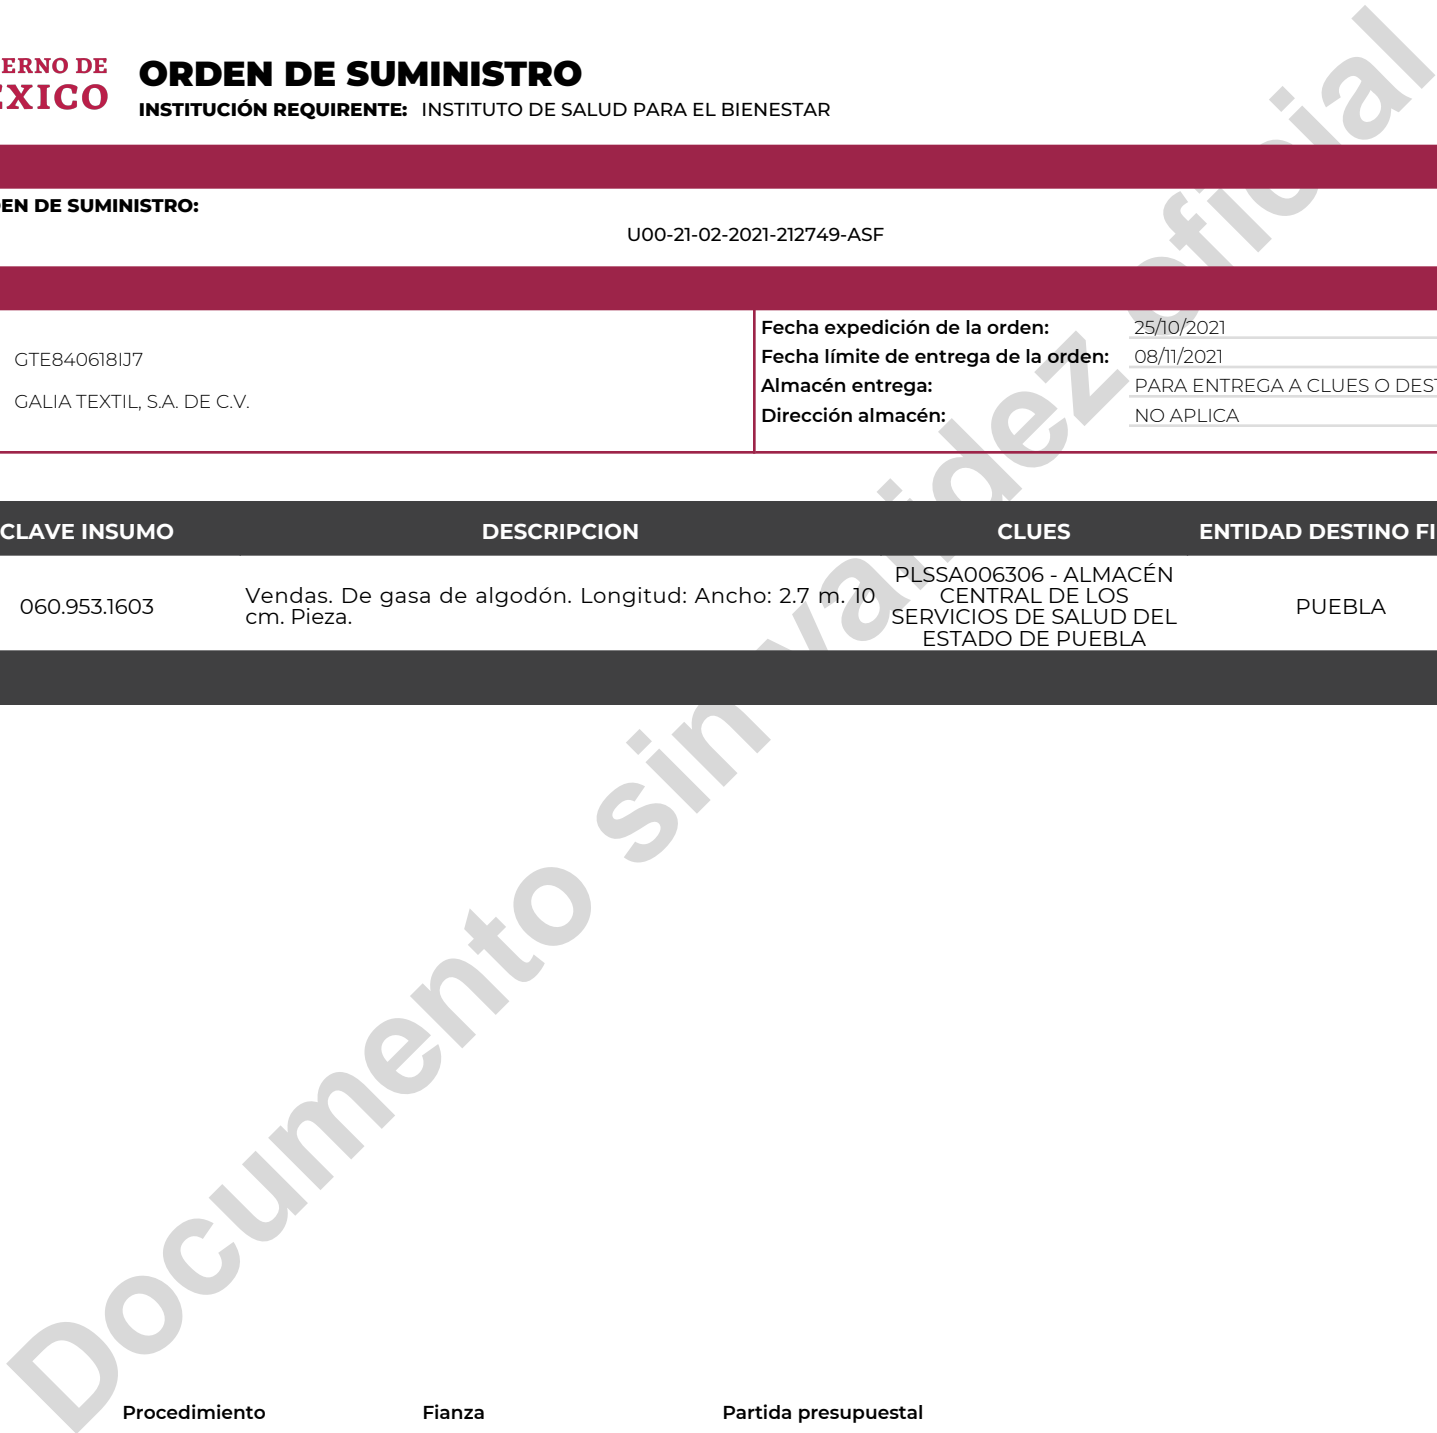 ERNO DE
ÉXICO
ORDEN DE SUMINISTRO
INSTITUCIÓN REQUIRENTE: INSTITUTO DE SALUD PARA EL BIENESTAR
EN DE SUMINISTRO:
U00-21-02-2021-212749-ASF
GTE840618IJ7
GALIA TEXTIL, S.A. DE C.V.
Fecha expedición de la orden: 25/10/2021
Fecha límite de entrega de la orden: 08/11/2021
Almacén entrega: PARA ENTREGA A CLUES O DEST
Dirección almacén: NO APLICA
CLAVE INSUMO DESCRIPCION CLUES ENTIDAD DESTINO FI
060.953.1603
Vendas. De gasa de algodón. Longitud: Ancho: 2.7 m. 10
cm. Pieza.
PLSSA006306 - ALMACÉN
CENTRAL DE LOS
SERVICIOS DE SALUD DEL
ESTADO DE PUEBLA
PUEBLA
Documento sin validez oficial
Procedimiento Fianza Partida presupuestal